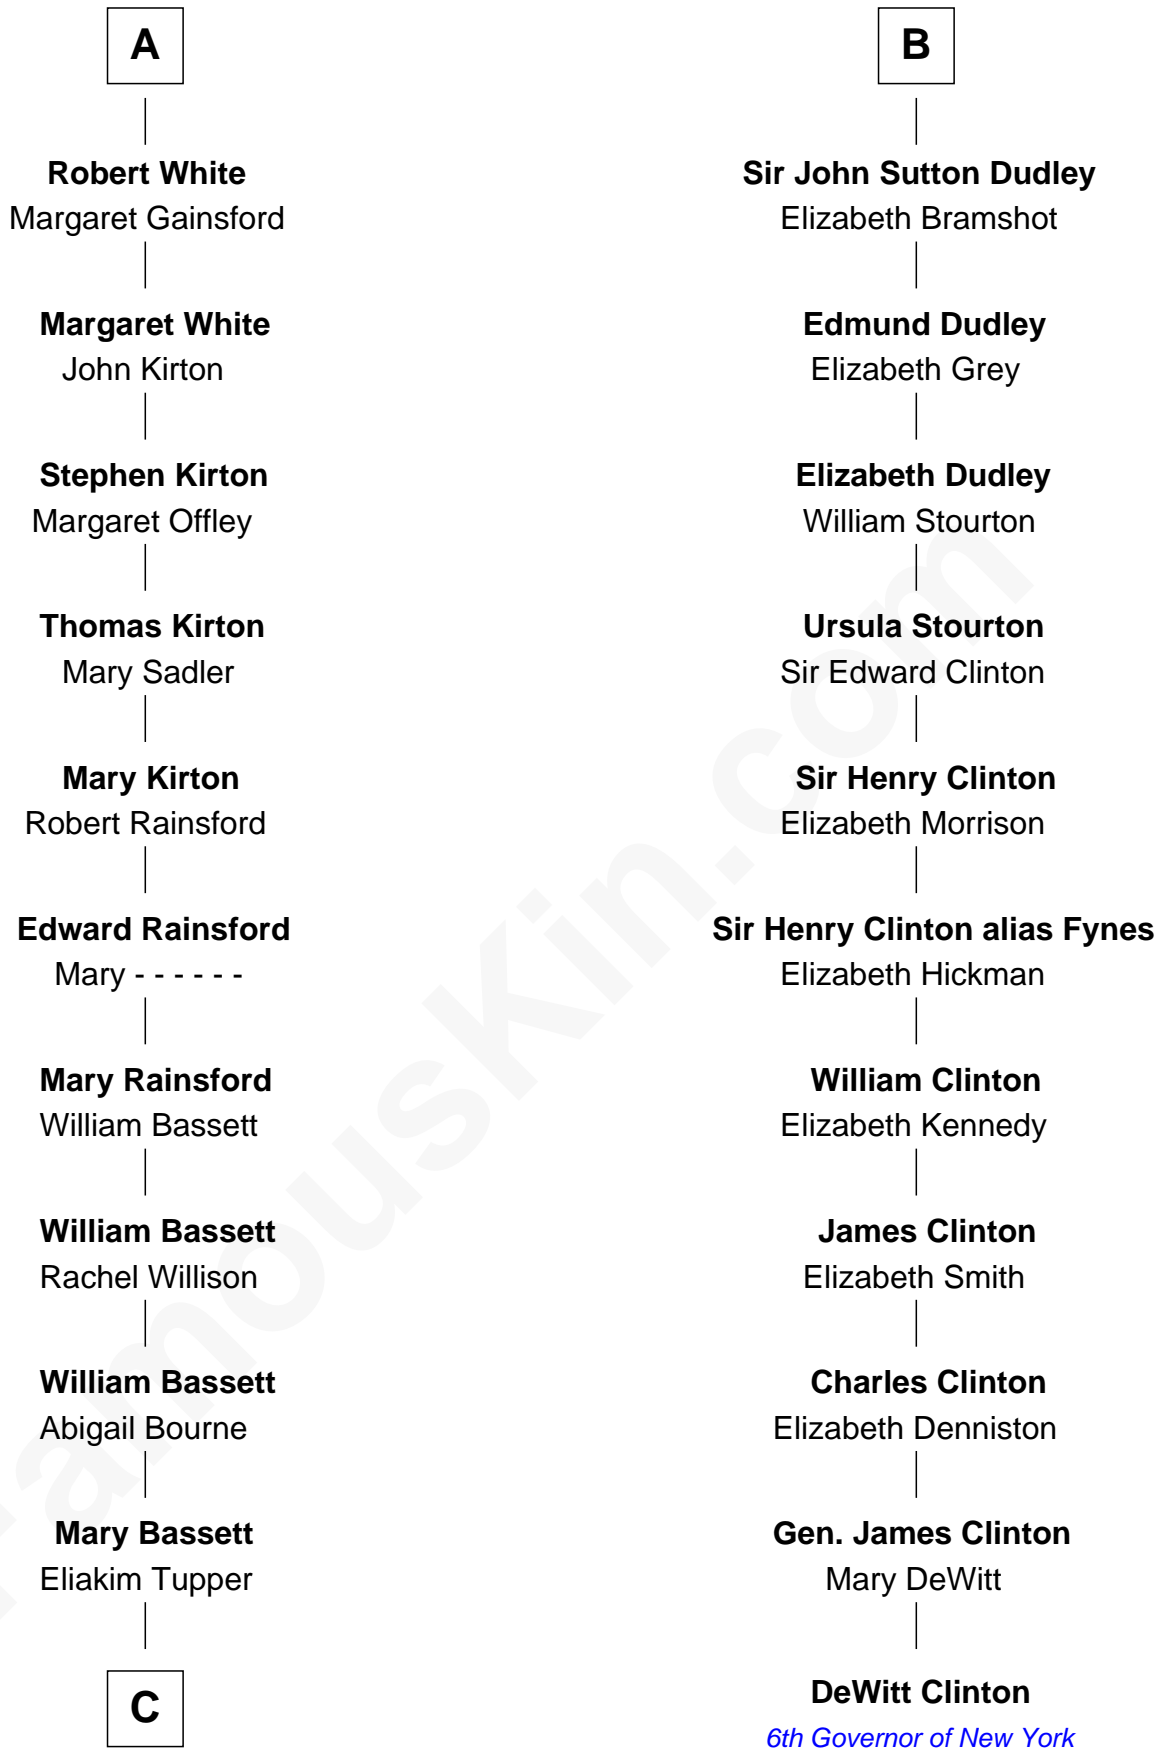 A
Robert White
Margaret Gainsford
Margaret White
John Kirton
Stephen Kirton
Margaret Offley
Thomas Kirton
Mary Sadler
Mary Kirton
Robert Rainsford
Edward Rainsford
Mary - - - - - -
Mary Rainsford
William Bassett
William Bassett
Rachel Willison
William Bassett
Abigail Bourne
Mary Bassett
Eliakim Tupper
C
B
Sir John Sutton Dudley
Elizabeth Bramshot
Edmund Dudley
Elizabeth Grey
Elizabeth Dudley
William Stourton
Ursula Stourton
Sir Edward Clinton
Sir Henry Clinton
Elizabeth Morrison
Sir Henry Clinton alias Fynes
Elizabeth Hickman
William Clinton
Elizabeth Kennedy
James Clinton
Elizabeth Smith
Charles Clinton
Elizabeth Denniston
Gen. James Clinton
Mary DeWitt
DeWitt Clinton
6th Governor of New York
FamousKin.com